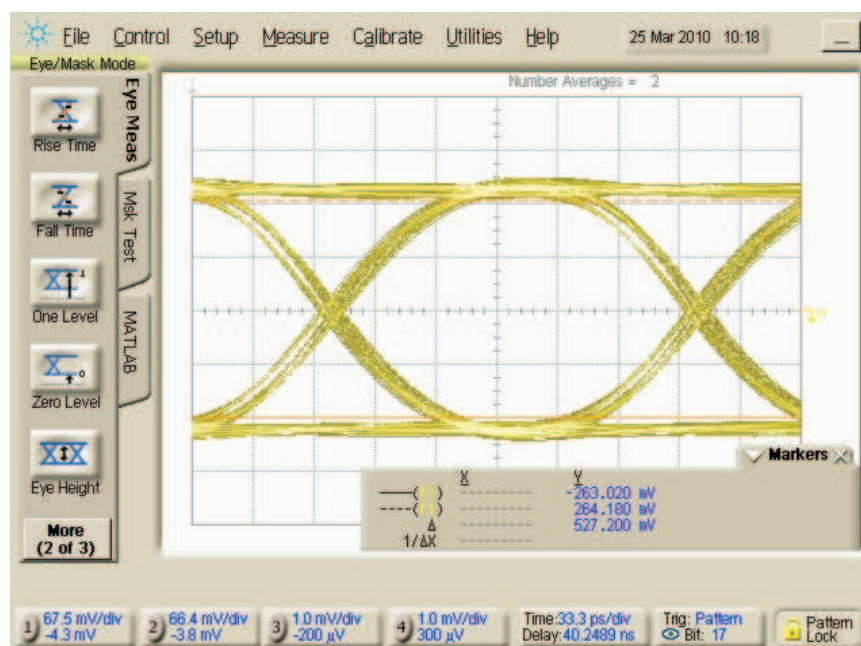 File Control Setup Measure Calibrate Utilities Help 25 Mar 2010 10:18
Eye/Mask Mode
Number Averages = 2
Eye Meas
Msk Test
MATLAB
Rise Time
Fall Time
One Level
Zero Level
Eye Height
More
(2 of 3)
Markers
X Y
-263.020 mV
264.180 mV
Δ 527.200 mV
1/ΔX
1) 67.5 mV/div
-4.3 mV
2) 66.4 mV/div
-3.8 mV
3) 1.0 mV/div
-200 µV
4) 1.0 mV/div
300 µV
Time:33.3 ps/div
Delay:40.2489 ns
Trig: Pattern
Bit: 17
Pattern
Lock